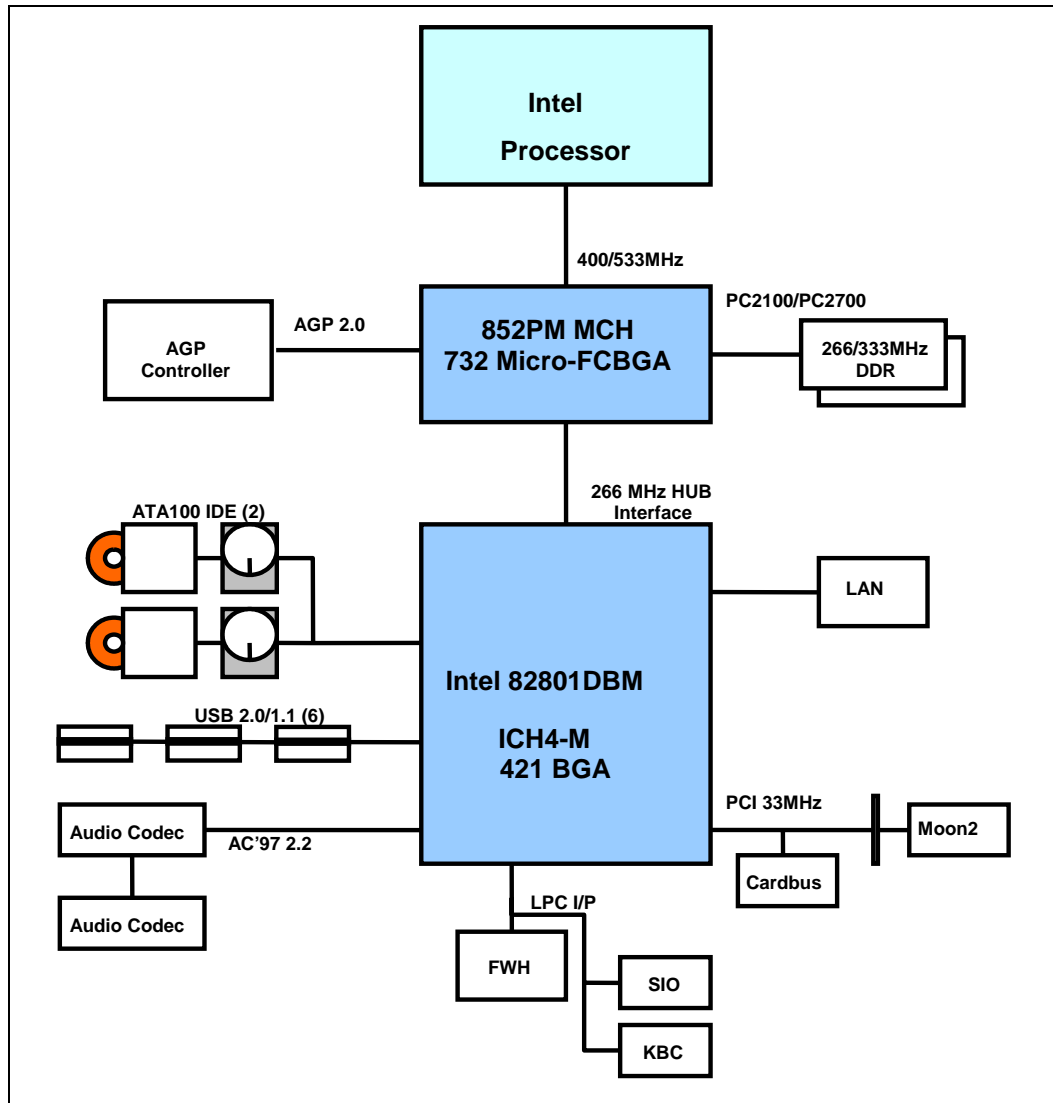 Intel
Processor
400/533MHz
PC2100/PC2700
AGP 2.0
852PM MCH
732 Micro-FCBGA
AGP
Controller
266/333MHz
DDR
266 MHz HUB
Interface
ATA100 IDE (2)
LAN
Intel 82801DBM
ICH4-M
421 BGA
USB 2.0/1.1 (6)
PCI 33MHz
Audio Codec
AC’97 2.2
Moon2
Cardbus
Audio Codec
LPC I/P
FWH
SIO
KBC